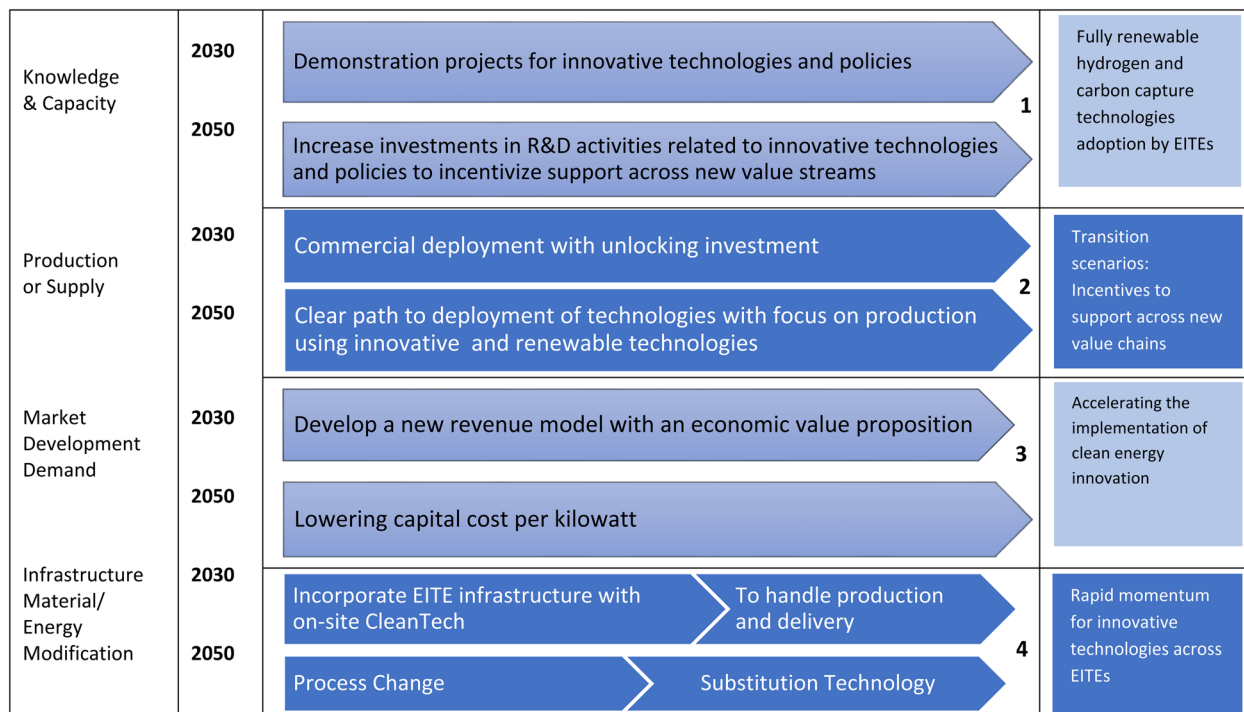 Knowledge
& Capacity
2030
Demonstration projects for innovative technologies and policies
2050
Increase investments in R&D activities related to innovative technologies
and policies to incentivize support across new value streams
1
Fully renewable
hydrogen and
carbon capture
technologies
adoption by EITEs
Production
or Supply
2030
Commercial deployment with unlocking investment
2050
Clear path to deployment of technologies with focus on production
using innovative and renewable technologies
2
Transition
scenarios:
Incentives to
support across new
value chains
Market
Development
Demand
2030
Develop a new revenue model with an economic value proposition
2050
Lowering capital cost per kilowatt
3
Accelerating the
implementation of
clean energy
innovation
Infrastructure
Material/
Energy
Modification
2030
Incorporate EITE infrastructure with
on-site CleanTech
To handle production
and delivery
2050
Process Change
Substitution Technology
4
Rapid momentum
for innovative
technologies across
EITEs